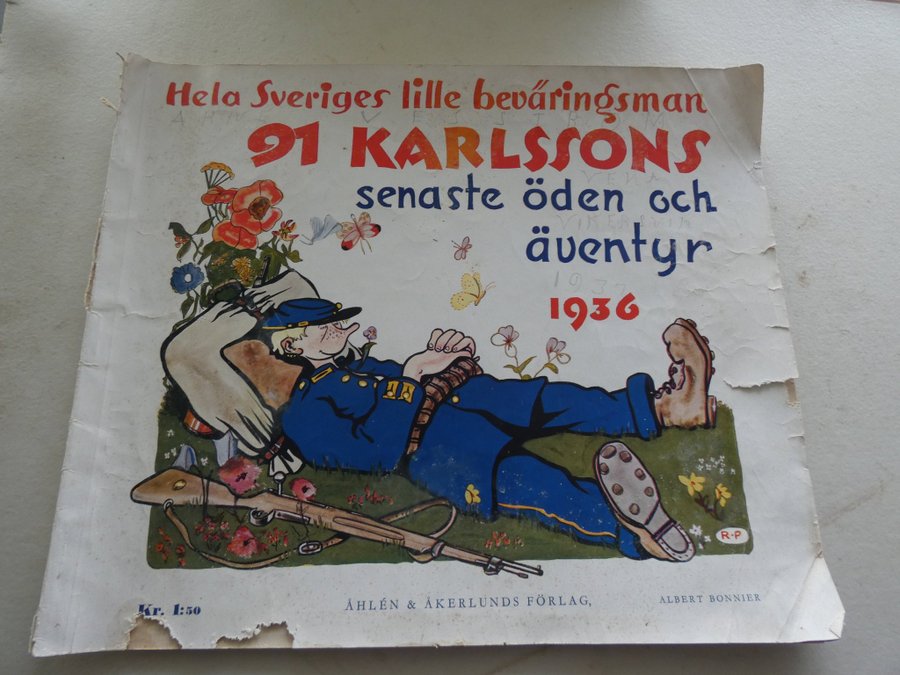 Hela Sveriges lille beväringsman
91 KARLSSONS
senaste öden och
äventyr
1936
R-P
Kr. 1:50
ÅHLÉN & ÅKERLUNDS FÖRLAG,
ALBERT BONNIER